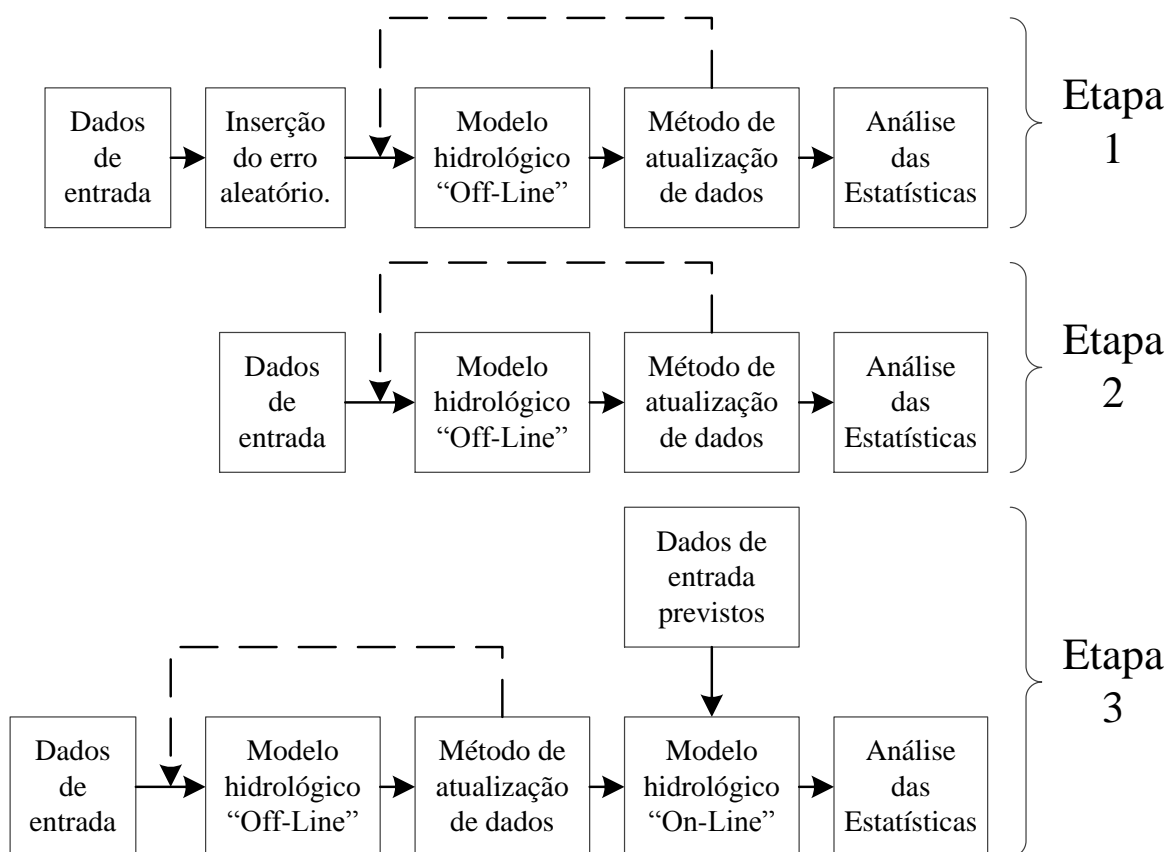 Dados
de
entrada
Inserção
do erro
aleatório.
Modelo
hidrológico
“Off-Line”
Método de
atualização
de dados
Análise
das
Estatísticas
Etapa
1
Dados
de
entrada
Modelo
hidrológico
“Off-Line”
Método de
atualização
de dados
Análise
das
Estatísticas
Etapa
2
Dados de
entrada
previstos
Dados
de
entrada
Modelo
hidrológico
“Off-Line”
Método de
atualização
de dados
Modelo
hidrológico
“On-Line”
Análise
das
Estatísticas
Etapa
3